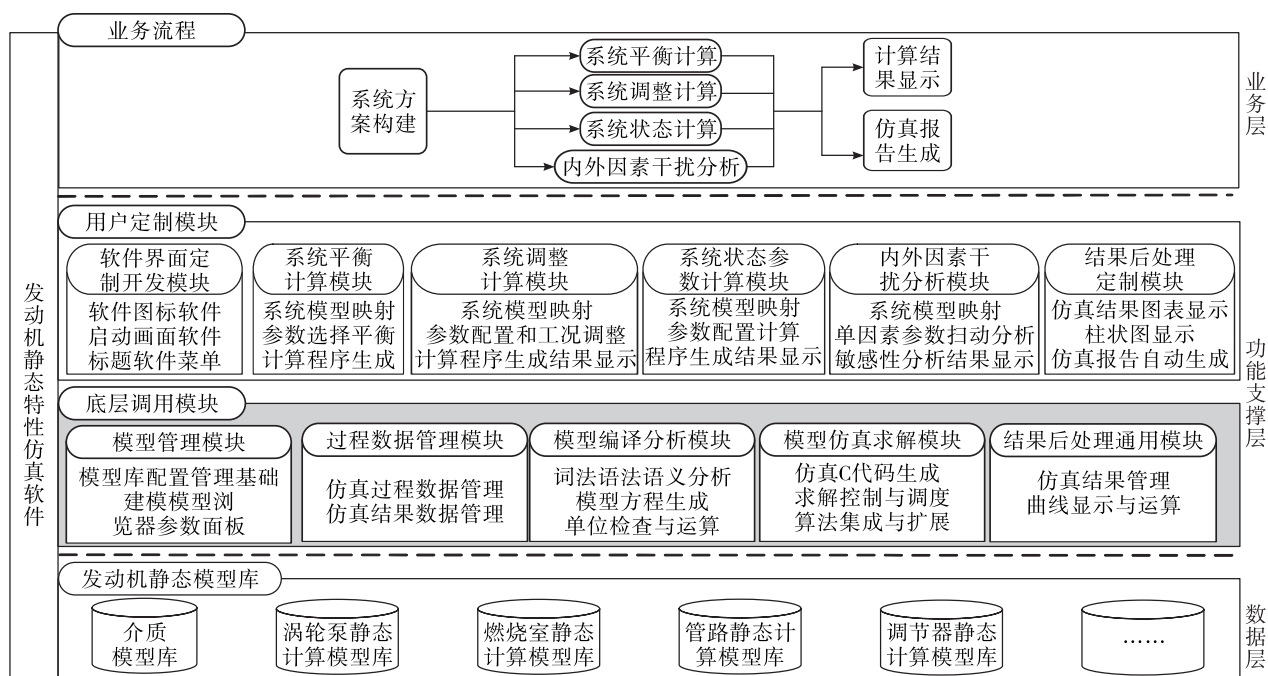 发动机静态特性仿真软件
业务流程
系统方
案构建
系统平衡计算
系统调整计算
系统状态计算
内外因素干扰分析
计算结
果显示
仿真报
告生成
业务层
用户定制模块
软件界面定
制开发模块
软件图标软件
启动画面软件
标题软件菜单
系统平衡
计算模块
系统模型映射
参数选择平衡
计算程序生成
系统调整
计算模块
系统模型映射
参数配置和工况调整
计算程序生成结果显示
系统状态参
数计算模块
系统模型映射
参数配置计算
程序生成结果显示
内外因素干
扰分析模块
系统模型映射
单因素参数扫动分析
敏感性分析结果显示
结果后处理
定制模块
仿真结果图表显示
柱状图显示
仿真报告自动生成
功能支撑层
底层调用模块
模型管理模块
模型库配置管理基础
建模模型浏
览器参数面板
过程数据管理模块
仿真过程数据管理
仿真结果数据管理
模型编译分析模块
词法语法语义分析
模型方程生成
单位检查与运算
模型仿真求解模块
仿真C代码生成
求解控制与调度
算法集成与扩展
结果后处理通用模块
仿真结果管理
曲线显示与运算
发动机静态模型库
介质
模型库
涡轮泵静态
计算模型库
燃烧室静态
计算模型库
管路静态计
算模型库
调节器静态
计算模型库
……
数据层